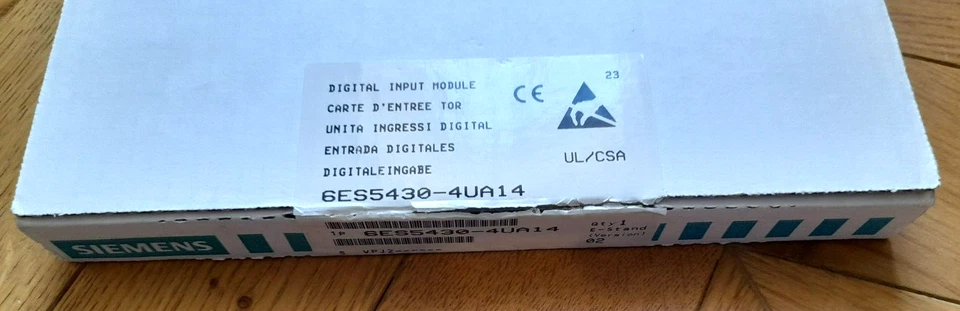 DIGITAL INPUT MODULE
CARTE D'ENTREE TOR
UNITA INGRESSI DIGITAL
ENTRADA DIGITALES
DIGITALEINGABE
6ES5430-4UA14
CE
23
UL/CSA
SIEMENS
1P 6ES5430-4UA14
S
Qty 1
E-Stand
(Version)
02